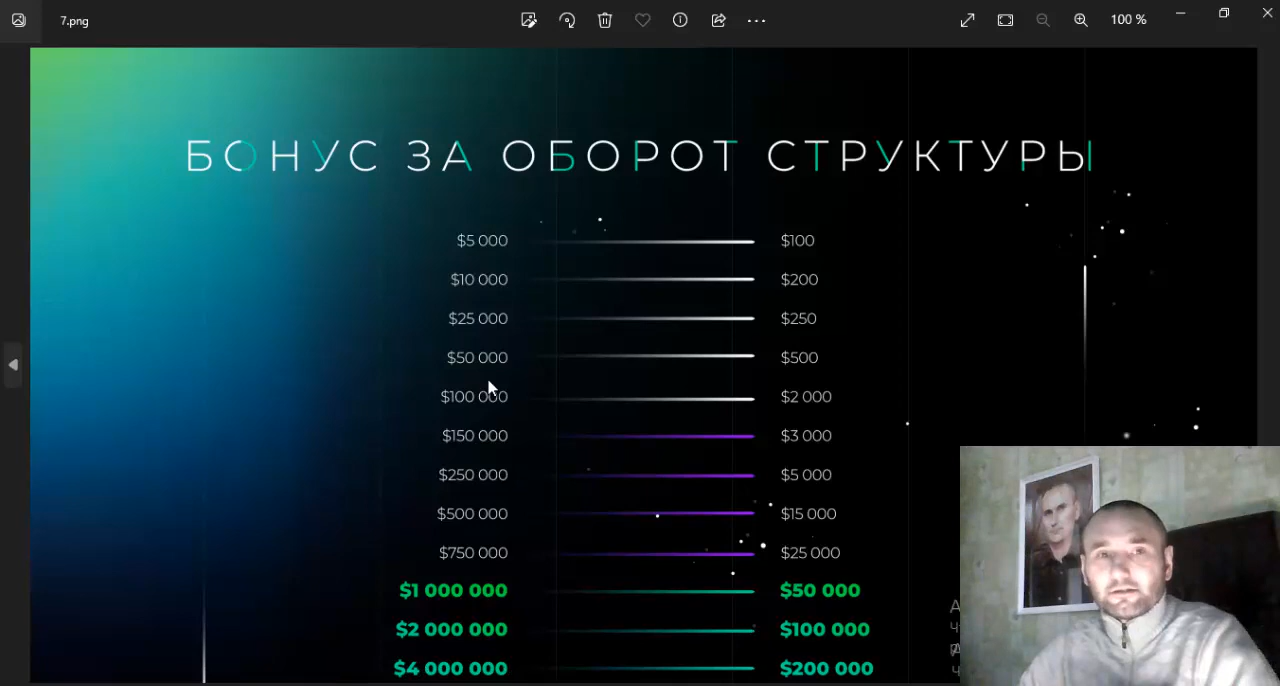 7.png
100 %
БОНУС ЗА ОБОРОТ СТРУКТУРЫ
$5 000 $100
$10 000 $200
$25 000 $250
$50 000 $500
$100 000 $2 000
$150 000 $3 000
$250 000 $5 000
$500 000 $15 000
$750 000 $25 000
$1 000 000 $50 000
$2 000 000 $100 000
$4 000 000 $200 000